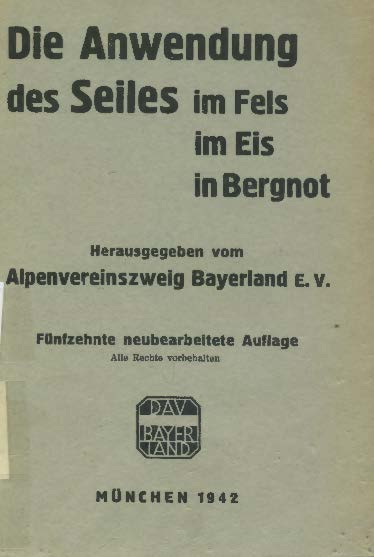 Die Anwendung
des Seiles im Fels
im Eis
in Bergnot
Herausgegeben vom
Alpenvereinszweig Bayerland E. V.
Fünfzehnte neubearbeitete Auflage
Alle Rechte vorbehalten
DAV
BAYER
LAND
MÜNCHEN 1942